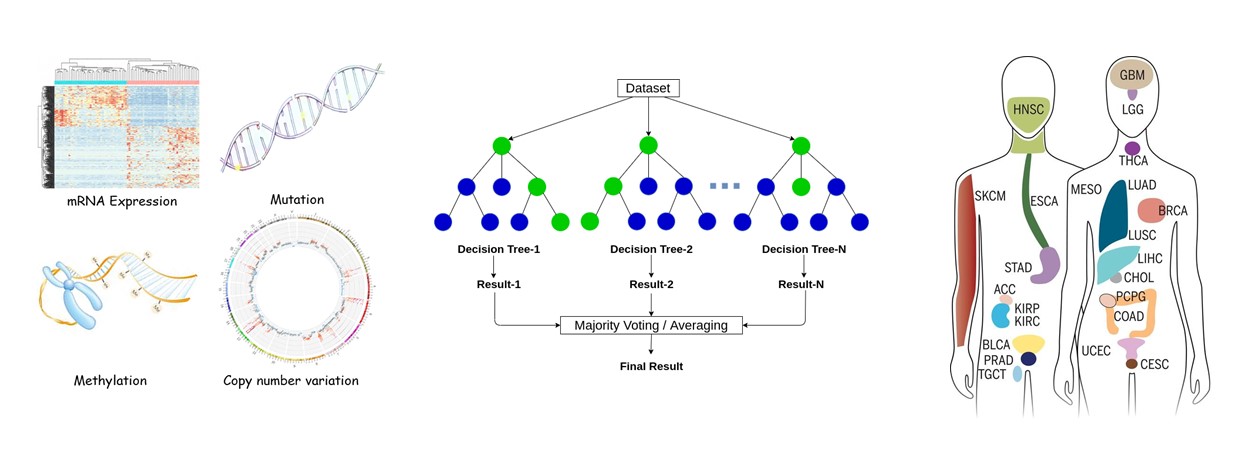 mRNA Expression
Mutation
Methylation
Copy number variation
Dataset
Decision Tree-1
Decision Tree-2
Decision Tree-N
Result-1
Result-2
Result-N
Majority Voting / Averaging
Final Result
HNSC
SKCM
ESCA
STAD
ACC
KIRP
KIRC
BLCA
PRAD
TGCT
GBM
LGG
THCA
MESO
LUAD
BRCA
LUSC
LIHC
CHOL
PCPG
COAD
UCEC
CESC